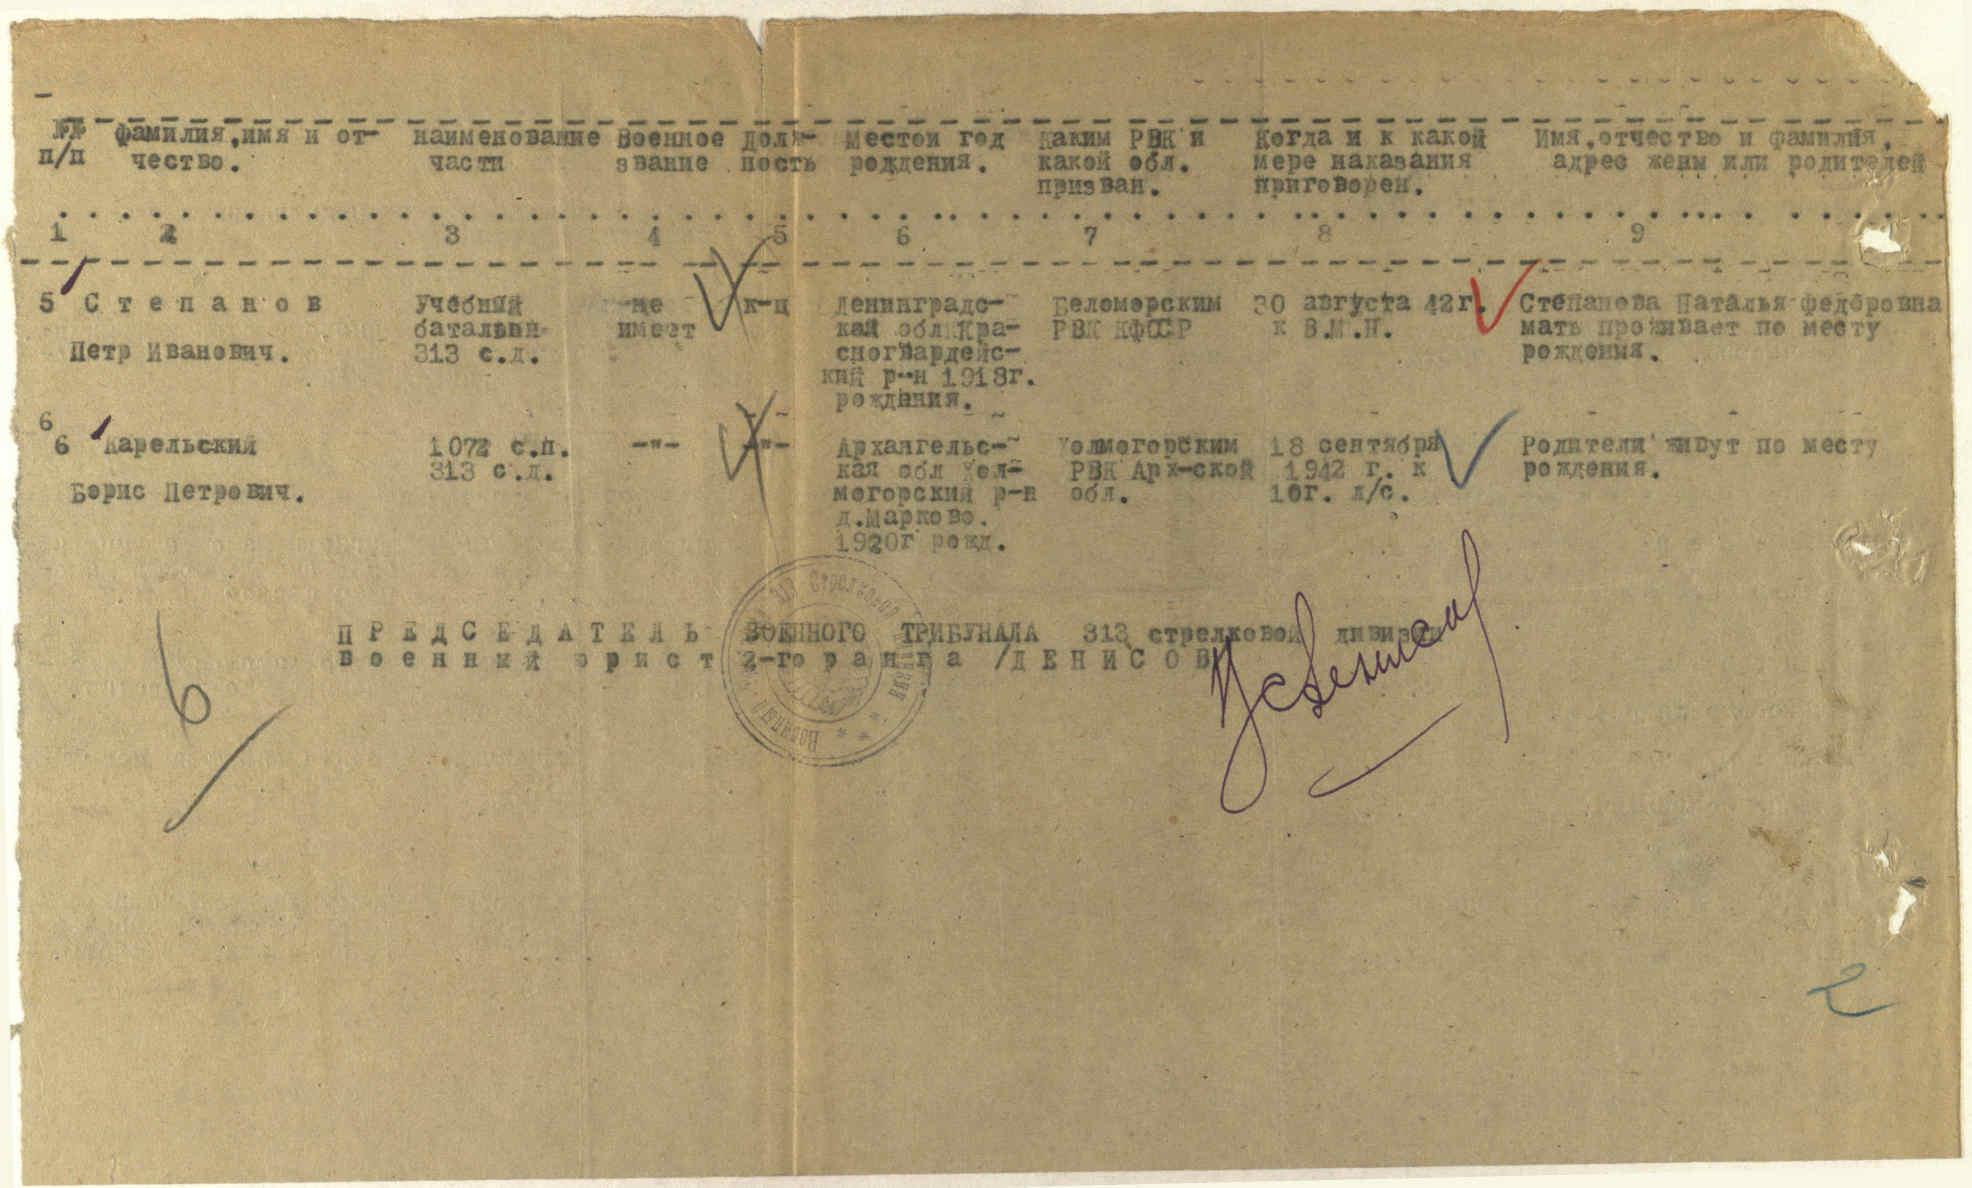 №№ п/п
фамилия, имя и от-
чество.
наименование
части
Военное
звание
Долж-
ность
Местои год
рождения.
Каким РВК и
какой обл.
призван.
Когда и к какой
мере наказания
приговорен.
Имя,отчество и фамилия,
адрес жены или родителей
1 2 3 4 5 6 7 8 9
5 Степанов
Петр Иванович.
Учебный
батальон
313 с.д.
не
имеет
к-ц
Ленинградс-
кай обл Кра-
сногвардейс-
кий р-н 1918г.
рождения.
Беломорским
РВК КФССР
30 августа 42г.
к В.М.Н.
Степанова Наталья федоровна
мать проживает по месту
рождения.
6
6 Карельский
Борис Петрович.
1072 с.п.
313 с.д.
-"-
-"-
Архангельс-
кая обл Хол-
могорский р-н
д.Марково.
1920г рожд.
Холмогорским
РВК Арх-ской
обл.
18 сентября
1942 г. к
10г. л/с.
Родители живут по месту
рождения.
ПРЕДСЕДАТЕЛЬ ВОЕННОГО ТРИБУНАЛА 313 стрелковой дивизии
Военный юрист 2-го ранга /ДЕНИСОВ
6
2